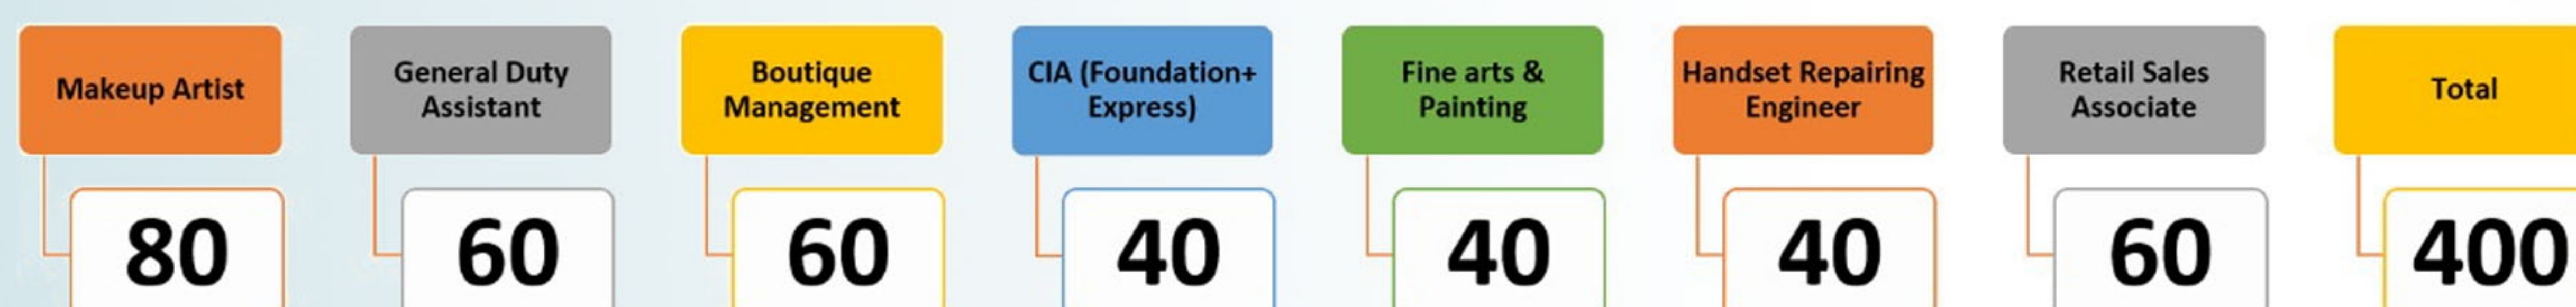 Makeup Artist
General Duty
Assistant
Boutique
Management
CIA (Foundation+
Express)
Fine arts &
Painting
Handset Repairing
Engineer
Retail Sales
Associate
Total
80
60
60
40
40
40
60
400